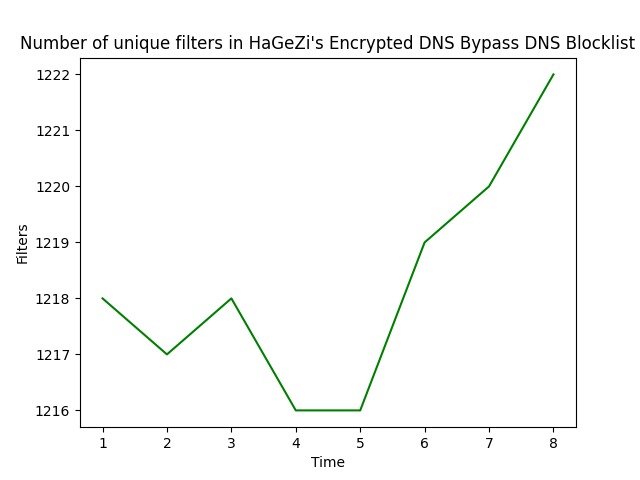 Number of unique filters in HaGeZi's Encrypted DNS Bypass DNS Blocklist
1222
1221
1220
1219
1218
1217
1216
Filters
1 2 3 4 5 6 7 8
Time